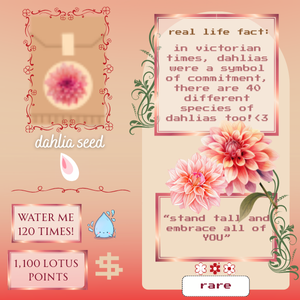 dahlia seed
WATER ME
120 TIMES!
1,100 LOTUS
POINTS
$
real life fact:
in victorian
times, dahlias
were a symbol
of commitment,
there are 40
different
species of
dahlias too!<3
"stand tall and
embrace all of
YOU"
rare